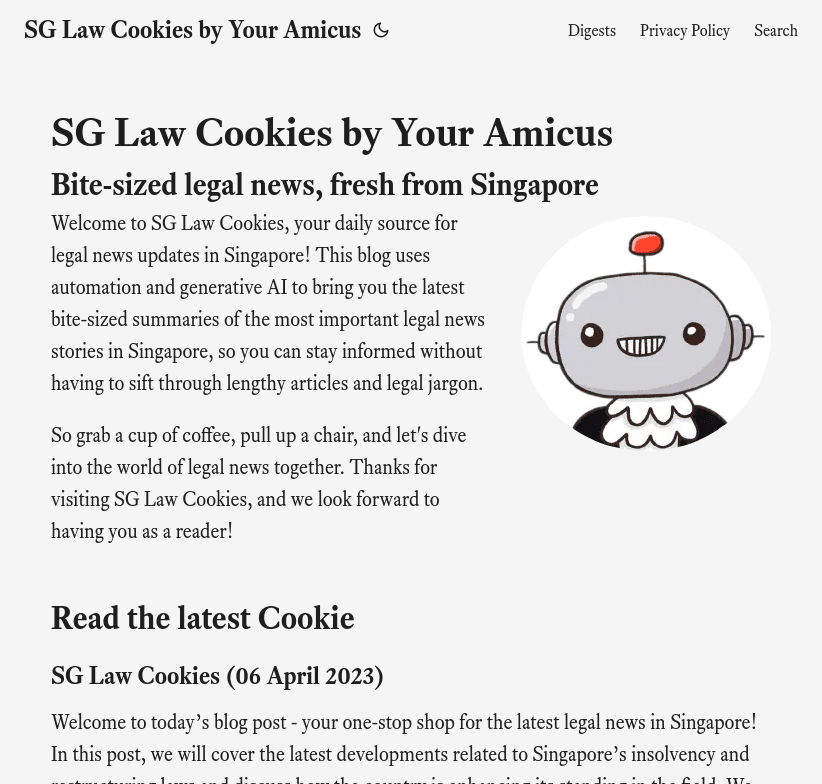 SG Law Cookies by Your Amicus
Digests Privacy Policy Search
SG Law Cookies by Your Amicus
Bite-sized legal news, fresh from Singapore
Welcome to SG Law Cookies, your daily source for
legal news updates in Singapore! This blog uses
automation and generative AI to bring you the latest
bite-sized summaries of the most important legal news
stories in Singapore, so you can stay informed without
having to sift through lengthy articles and legal jargon.
So grab a cup of coffee, pull up a chair, and let's dive
into the world of legal news together. Thanks for
visiting SG Law Cookies, and we look forward to
having you as a reader!
Read the latest Cookie
SG Law Cookies (06 April 2023)
Welcome to today’s blog post - your one-stop shop for the latest legal news in Singapore!
In this post, we will cover the latest developments related to Singapore’s insolvency and